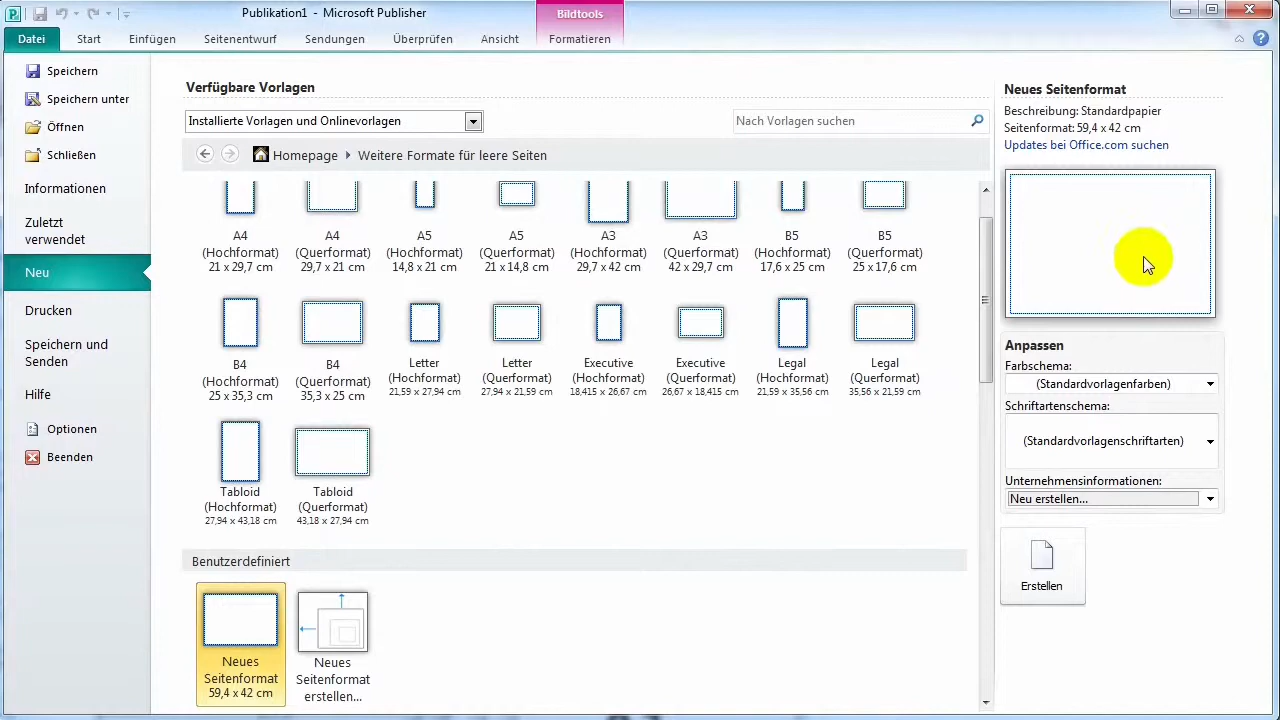 Publikation1 - Microsoft Publisher
Bildtools
Datei
Start
Einfügen
Seitenentwurf
Sendungen
Überprüfen
Ansicht
Formatieren
Speichern
Speichern unter
Öffnen
Schließen
Informationen
Zuletzt
verwendet
Neu
Drucken
Speichern und
Senden
Hilfe
Optionen
Beenden
Verfügbare Vorlagen
Installierte Vorlagen und Onlinevorlagen
Nach Vorlagen suchen
Homepage
Weitere Formate für leere Seiten
A4
(Hochformat)
21 x 29,7 cm
A4
(Querformat)
29,7 x 21 cm
A5
(Hochformat)
14,8 x 21 cm
A5
(Querformat)
21 x 14,8 cm
A3
(Hochformat)
29,7 x 42 cm
A3
(Querformat)
42 x 29,7 cm
B5
(Hochformat)
17,6 x 25 cm
B5
(Querformat)
25 x 17,6 cm
B4
(Hochformat)
25 x 35,3 cm
B4
(Querformat)
35,3 x 25 cm
Letter
(Hochformat)
21,59 x 27,94 cm
Letter
(Querformat)
27,94 x 21,59 cm
Executive
(Hochformat)
18,415 x 26,67 cm
Executive
(Querformat)
26,67 x 18,415 cm
Legal
(Hochformat)
21,59 x 35,56 cm
Legal
(Querformat)
35,56 x 21,59 cm
Tabloid
(Hochformat)
27,94 x 43,18 cm
Tabloid
(Querformat)
43,18 x 27,94 cm
Benutzerdefiniert
Neues
Seitenformat
59,4 x 42 cm
Neues
Seitenformat
erstellen...
Neues Seitenformat
Beschreibung: Standardpapier
Seitenformat: 59,4 x 42 cm
Updates bei Office.com suchen
Anpassen
Farbschema:
(Standardvorlagenfarben)
Schriftartenschema:
(Standardvorlagenschriftarten)
Unternehmensinformationen:
Neu erstellen...
Erstellen